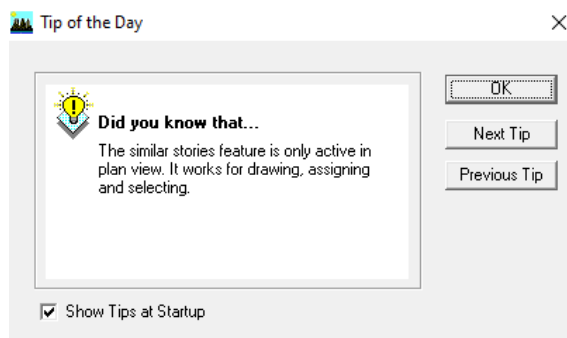 Tip of the Day
Did you know that...
The similar stories feature is only active in
plan view. It works for drawing, assigning
and selecting.
OK
Next Tip
Previous Tip
Show Tips at Startup